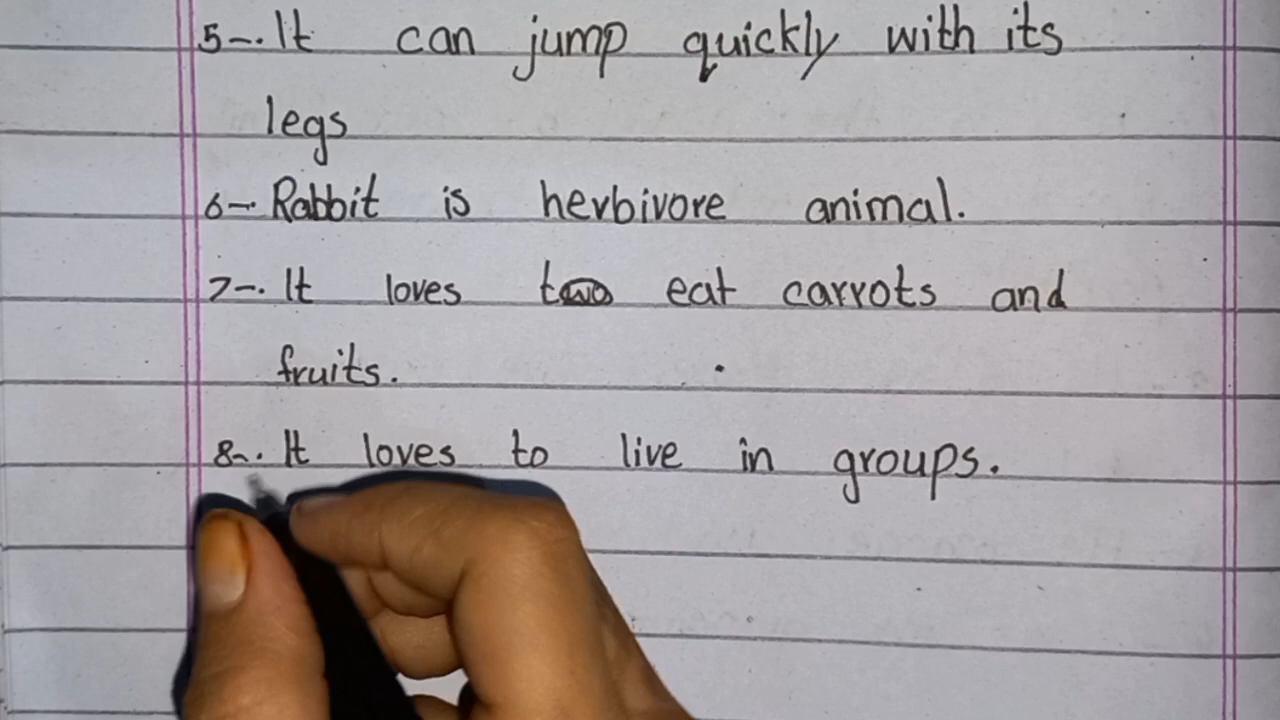 5-. It can jump quickly with its
legs
6-. Rabbit is herbivore animal.
7-. It loves to eat carrots and
fruits.
8-. It loves to live in groups.